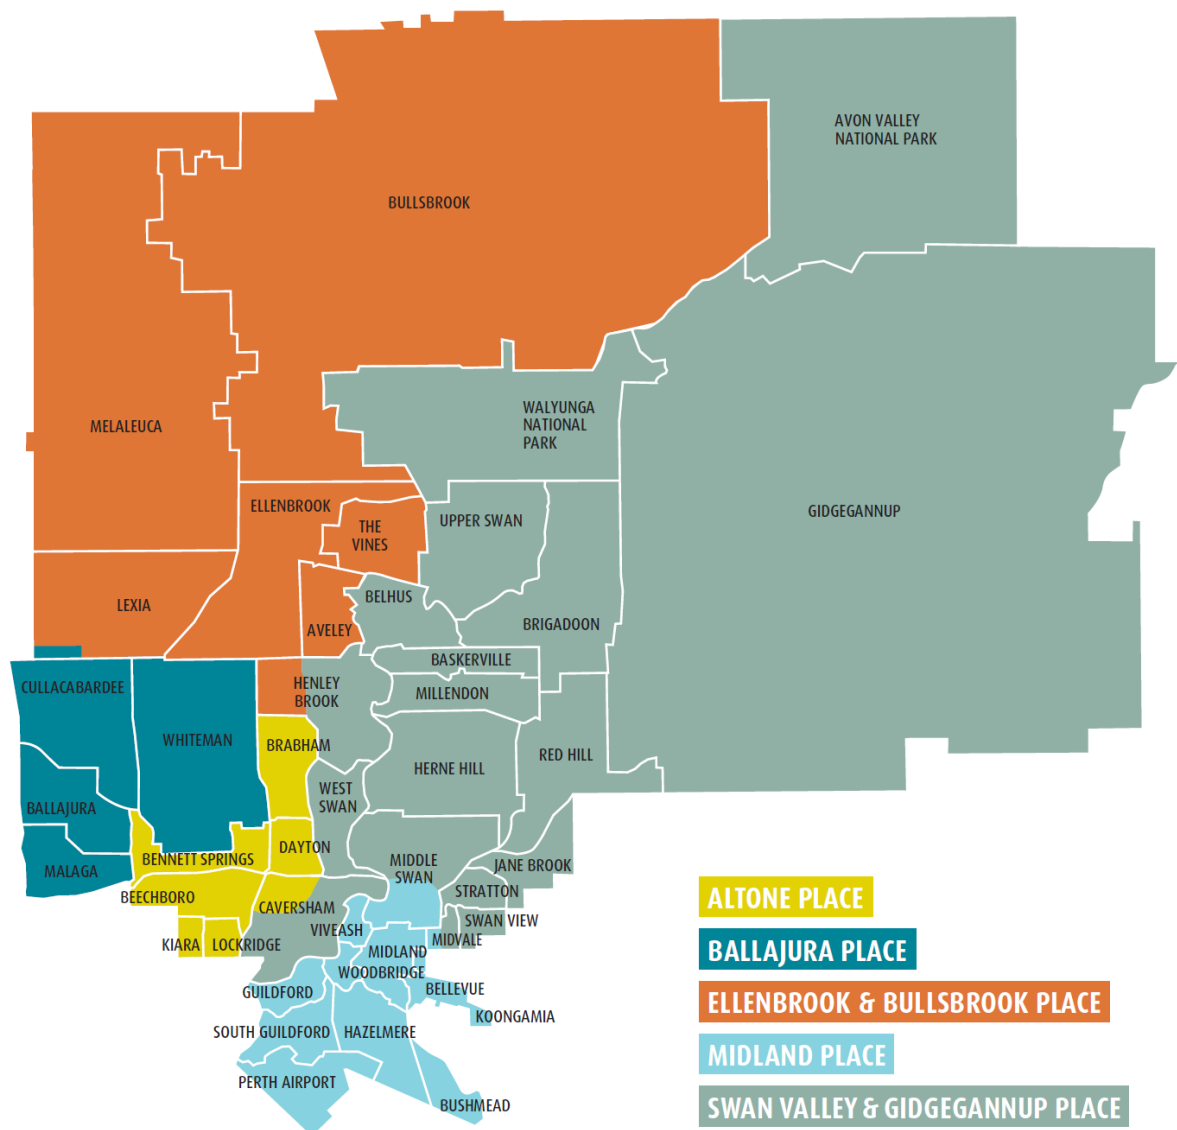 AVON VALLEY
NATIONAL PARK
BULLSBROOK
MELALEUCA
WALYUNGA
NATIONAL
PARK
ELLENBROOK
THE
VINES
UPPER SWAN
GIDGEGANNUP
LEXIA
BELHUS
AVELEY
BRIGADOON
BASKERVILLE
CULLACABARDEE
HENLEY
BROOK
MILLENDON
WHITEMAN
BRABHAM
RED HILL
HERNE HILL
WEST
SWAN
BALLAJURA
DAYTON
BENNETT SPRINGS
MIDDLE
SWAN
JANE BROOK
MALAGA
STRATTON
BEECHBORO
CAVERSHAM
SWAN VIEW
VIVEASH
MIDVALE
KIARA
LOCKRIDGE
MIDLAND
WOODBRIDGE
GUILDFORD
BELLEVUE
KOONGAMIA
SOUTH GUILDFORD
HAZELMERE
PERTH AIRPORT
BUSHMEAD
ALTONE PLACE
BALLAJURA PLACE
ELLENBROOK & BULLSBROOK PLACE
MIDLAND PLACE
SWAN VALLEY & GIDGEGANNUP PLACE